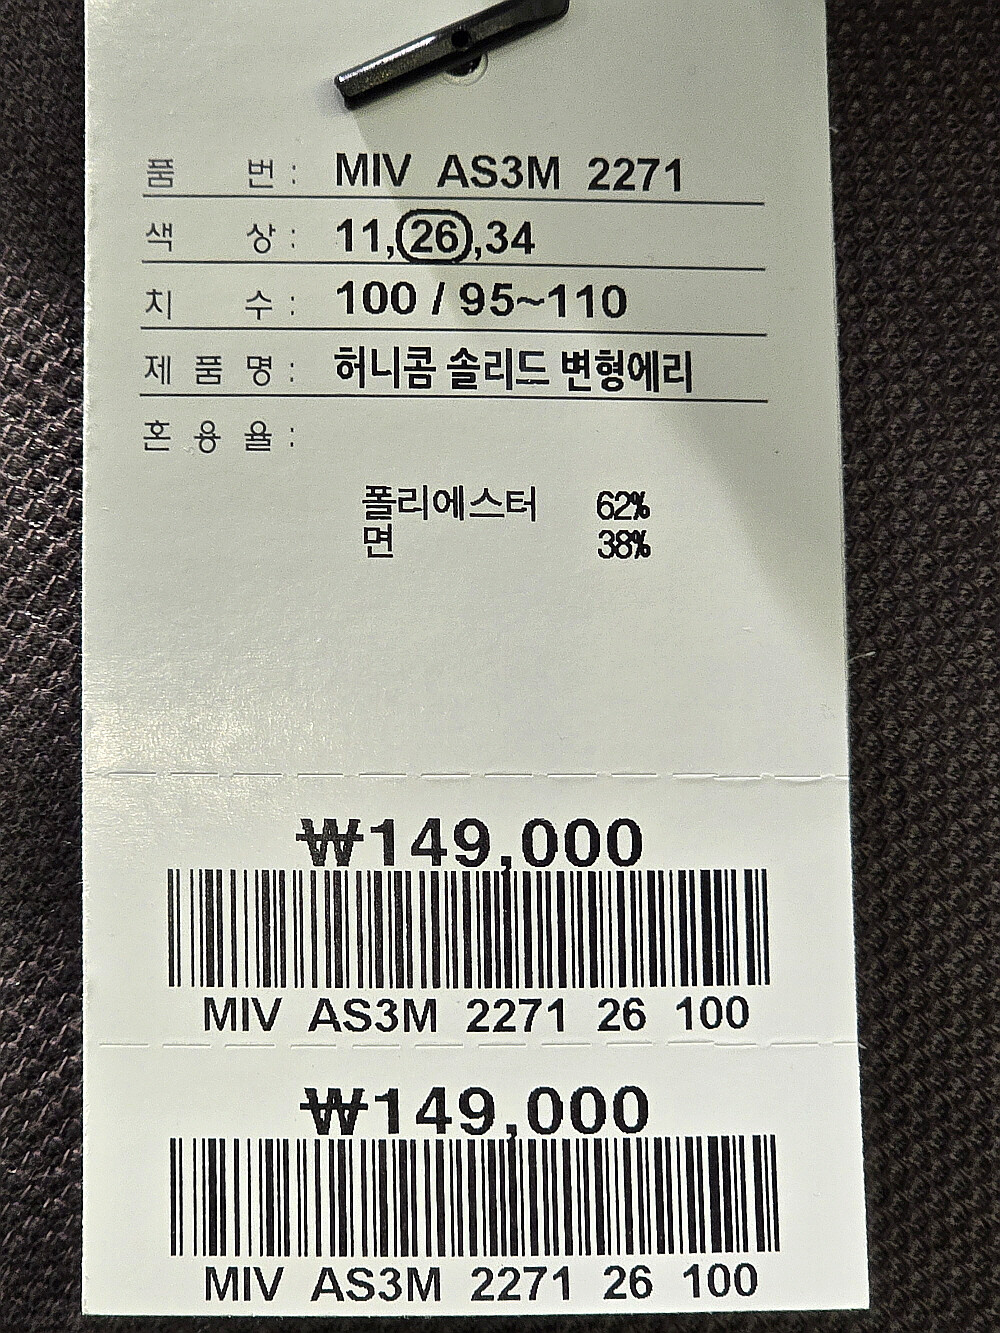 품 번 : MIV AS3M 2271
색 상 : 11,26,34
치 수 : 100 / 95~110
제 품 명 : 허니콤 솔리드 변형에리
혼 용 율 :
폴리에스터 62%
면 38%
₩149,000
MIV AS3M 2271 26 100
₩149,000
MIV AS3M 2271 26 100